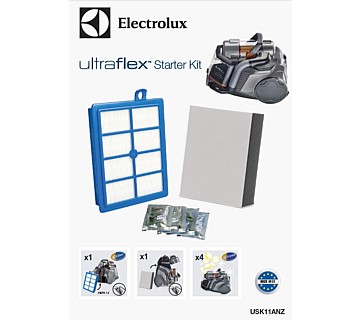 Electrolux
ultraflex™ Starter Kit
x1
x1
x4
USK11ANZ